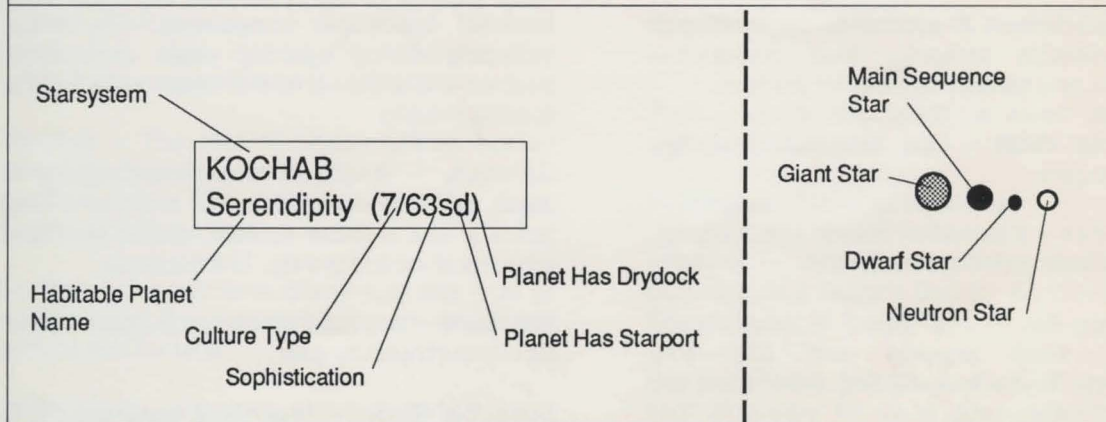 Starsystem
KOCHAB
Serendipity (7/63sd)
Habitable Planet
Name
Culture Type
Sophistication
Planet Has Drydock
Planet Has Starport
Main Sequence
Star
Giant Star
Dwarf Star
Neutron Star